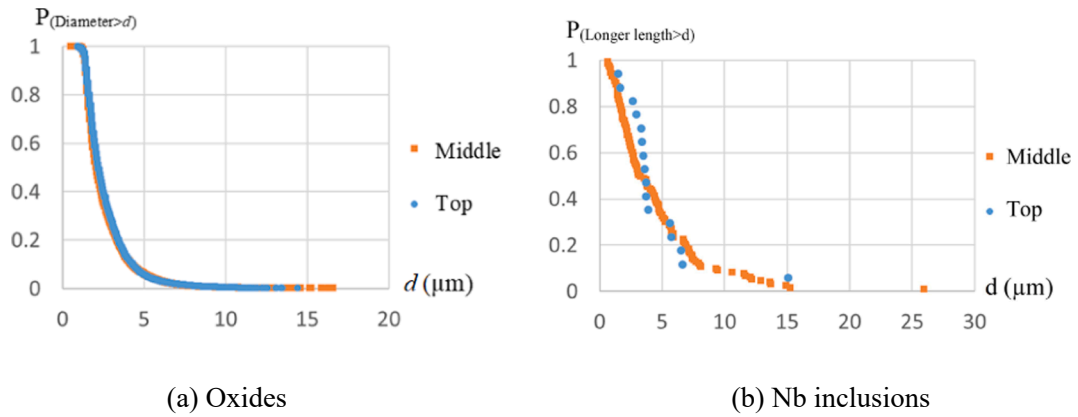 P(Diameter>d)
1
0.8
0.6
0.4
0.2
0
0 5 10 15 20
d (μm)
Middle
Top
(a) Oxides
P(Longer length>d)
1
0.8
0.6
0.4
0.2
0
0 5 10 15 20 25 30
d (μm)
Middle
Top
(b) Nb inclusions